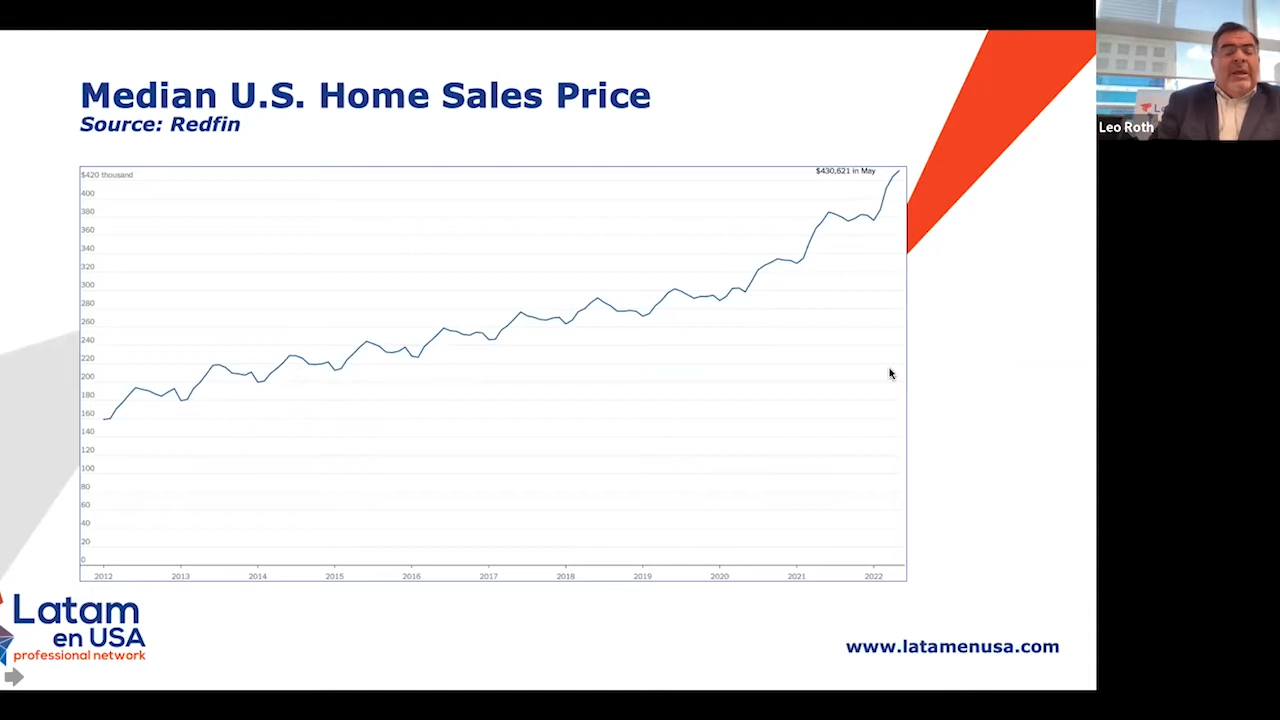 Median U.S. Home Sales Price
Source: Redfin
$420 thousand
$430,621 in May
400
380
360
340
320
300
280
260
240
220
200
180
160
140
120
100
80
60
40
20
0
2012 2013 2014 2015 2016 2017 2018 2019 2020 2021 2022
Latam
en USA
professional network
www.latamenusa.com
Leo Roth